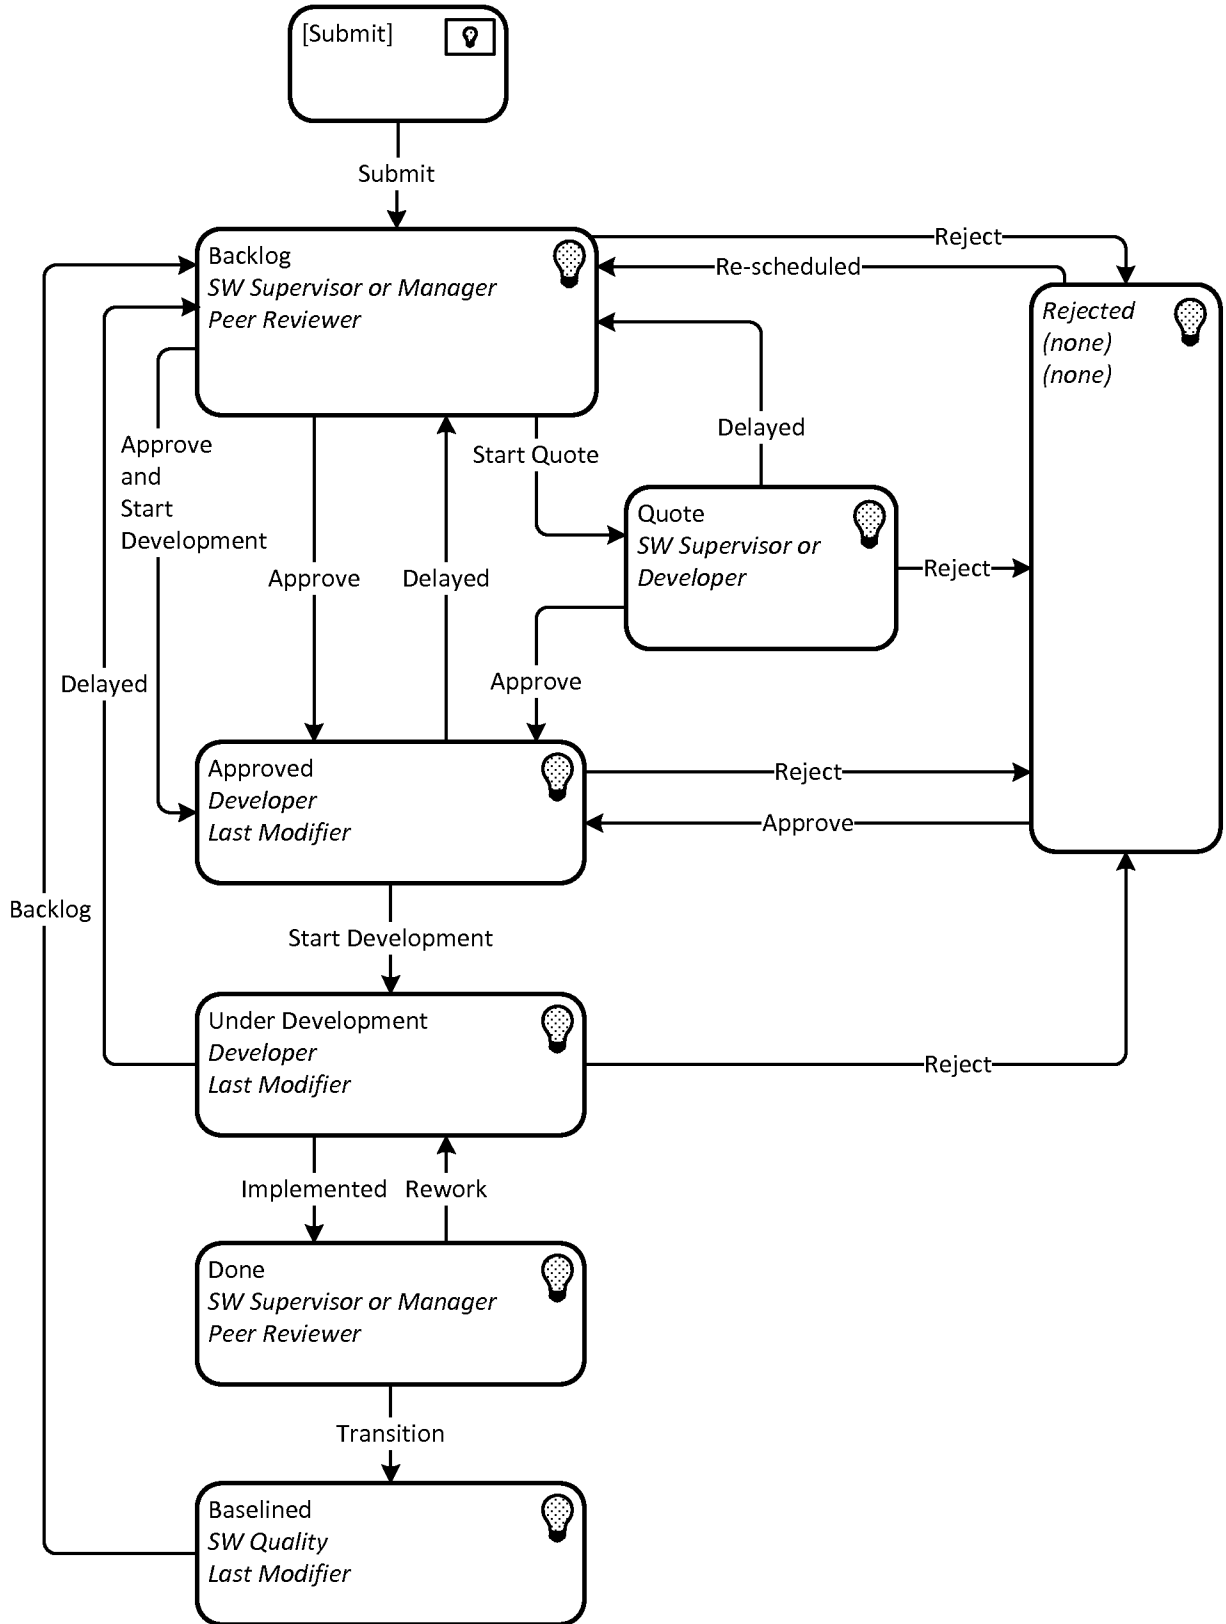 [Submit]
Submit
Backlog
SW Supervisor or Manager
Peer Reviewer
Reject
Re-scheduled
Rejected
(none)
(none)
Approve
and
Start
Development
Start Quote
Delayed
Quote
SW Supervisor or
Developer
Reject
Approve
Delayed
Delayed
Approve
Approved
Developer
Last Modifier
Reject
Approve
Backlog
Start Development
Under Development
Developer
Last Modifier
Reject
Implemented
Rework
Done
SW Supervisor or Manager
Peer Reviewer
Transition
Baselined
SW Quality
Last Modifier